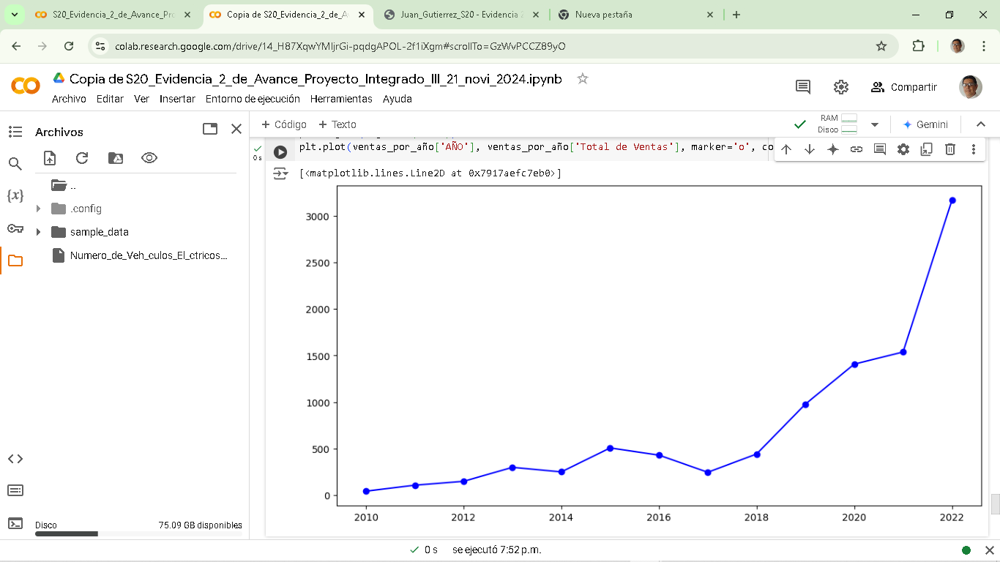 S20_Evidencia_2_de_Avance_Pro
Copia de S20_Evidencia_2_de_Av
Juan_Gutierrez_S20 - Evidencia 2
Nueva pestaña
colab.research.google.com/drive/14_H87XqwYMljrGi-pqdgAPOL-2f1iXgm#scrollTo=GzWvPCCZ89yO
Copia de S20_Evidencia_2_de_Avance_Proyecto_Integrado_III_21_novi_2024.ipynb
Archivo Editar Ver Insertar Entorno de ejecución Herramientas Ayuda
Compartir
Archivos
+ Código + Texto
RAM
Disco
Gemini
..
.config
sample_data
Numero_de_Veh_culos_El_ctricos...
{x}
0 s
plt.plot(ventas_por_año['AÑO'], ventas_por_año['Total de Ventas'], marker='o', co
[<matplotlib.lines.Line2D at 0x7917aefc7eb0>]
3000
2500
2000
1500
1000
500
0
2010 2012 2014 2016 2018 2020 2022
Disco 75.09 GB disponibles
0 s se ejecutó 7:52 p.m.